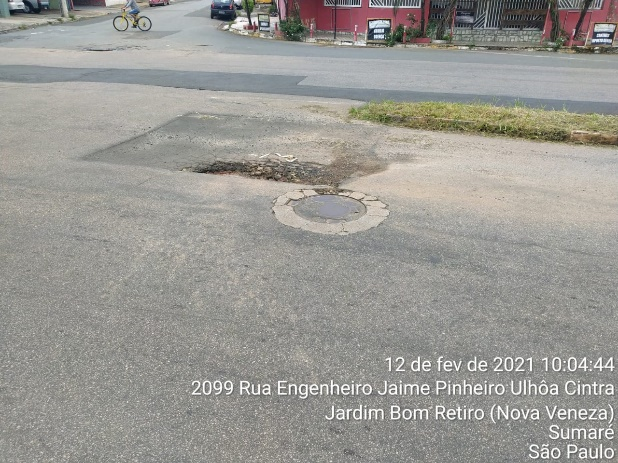 12 de fev de 2021 10:04:44
2099 Rua Engenheiro Jaime Pinheiro Ulhôa Cintra
Jardim Bom Retiro (Nova Veneza)
Sumaré
São Paulo